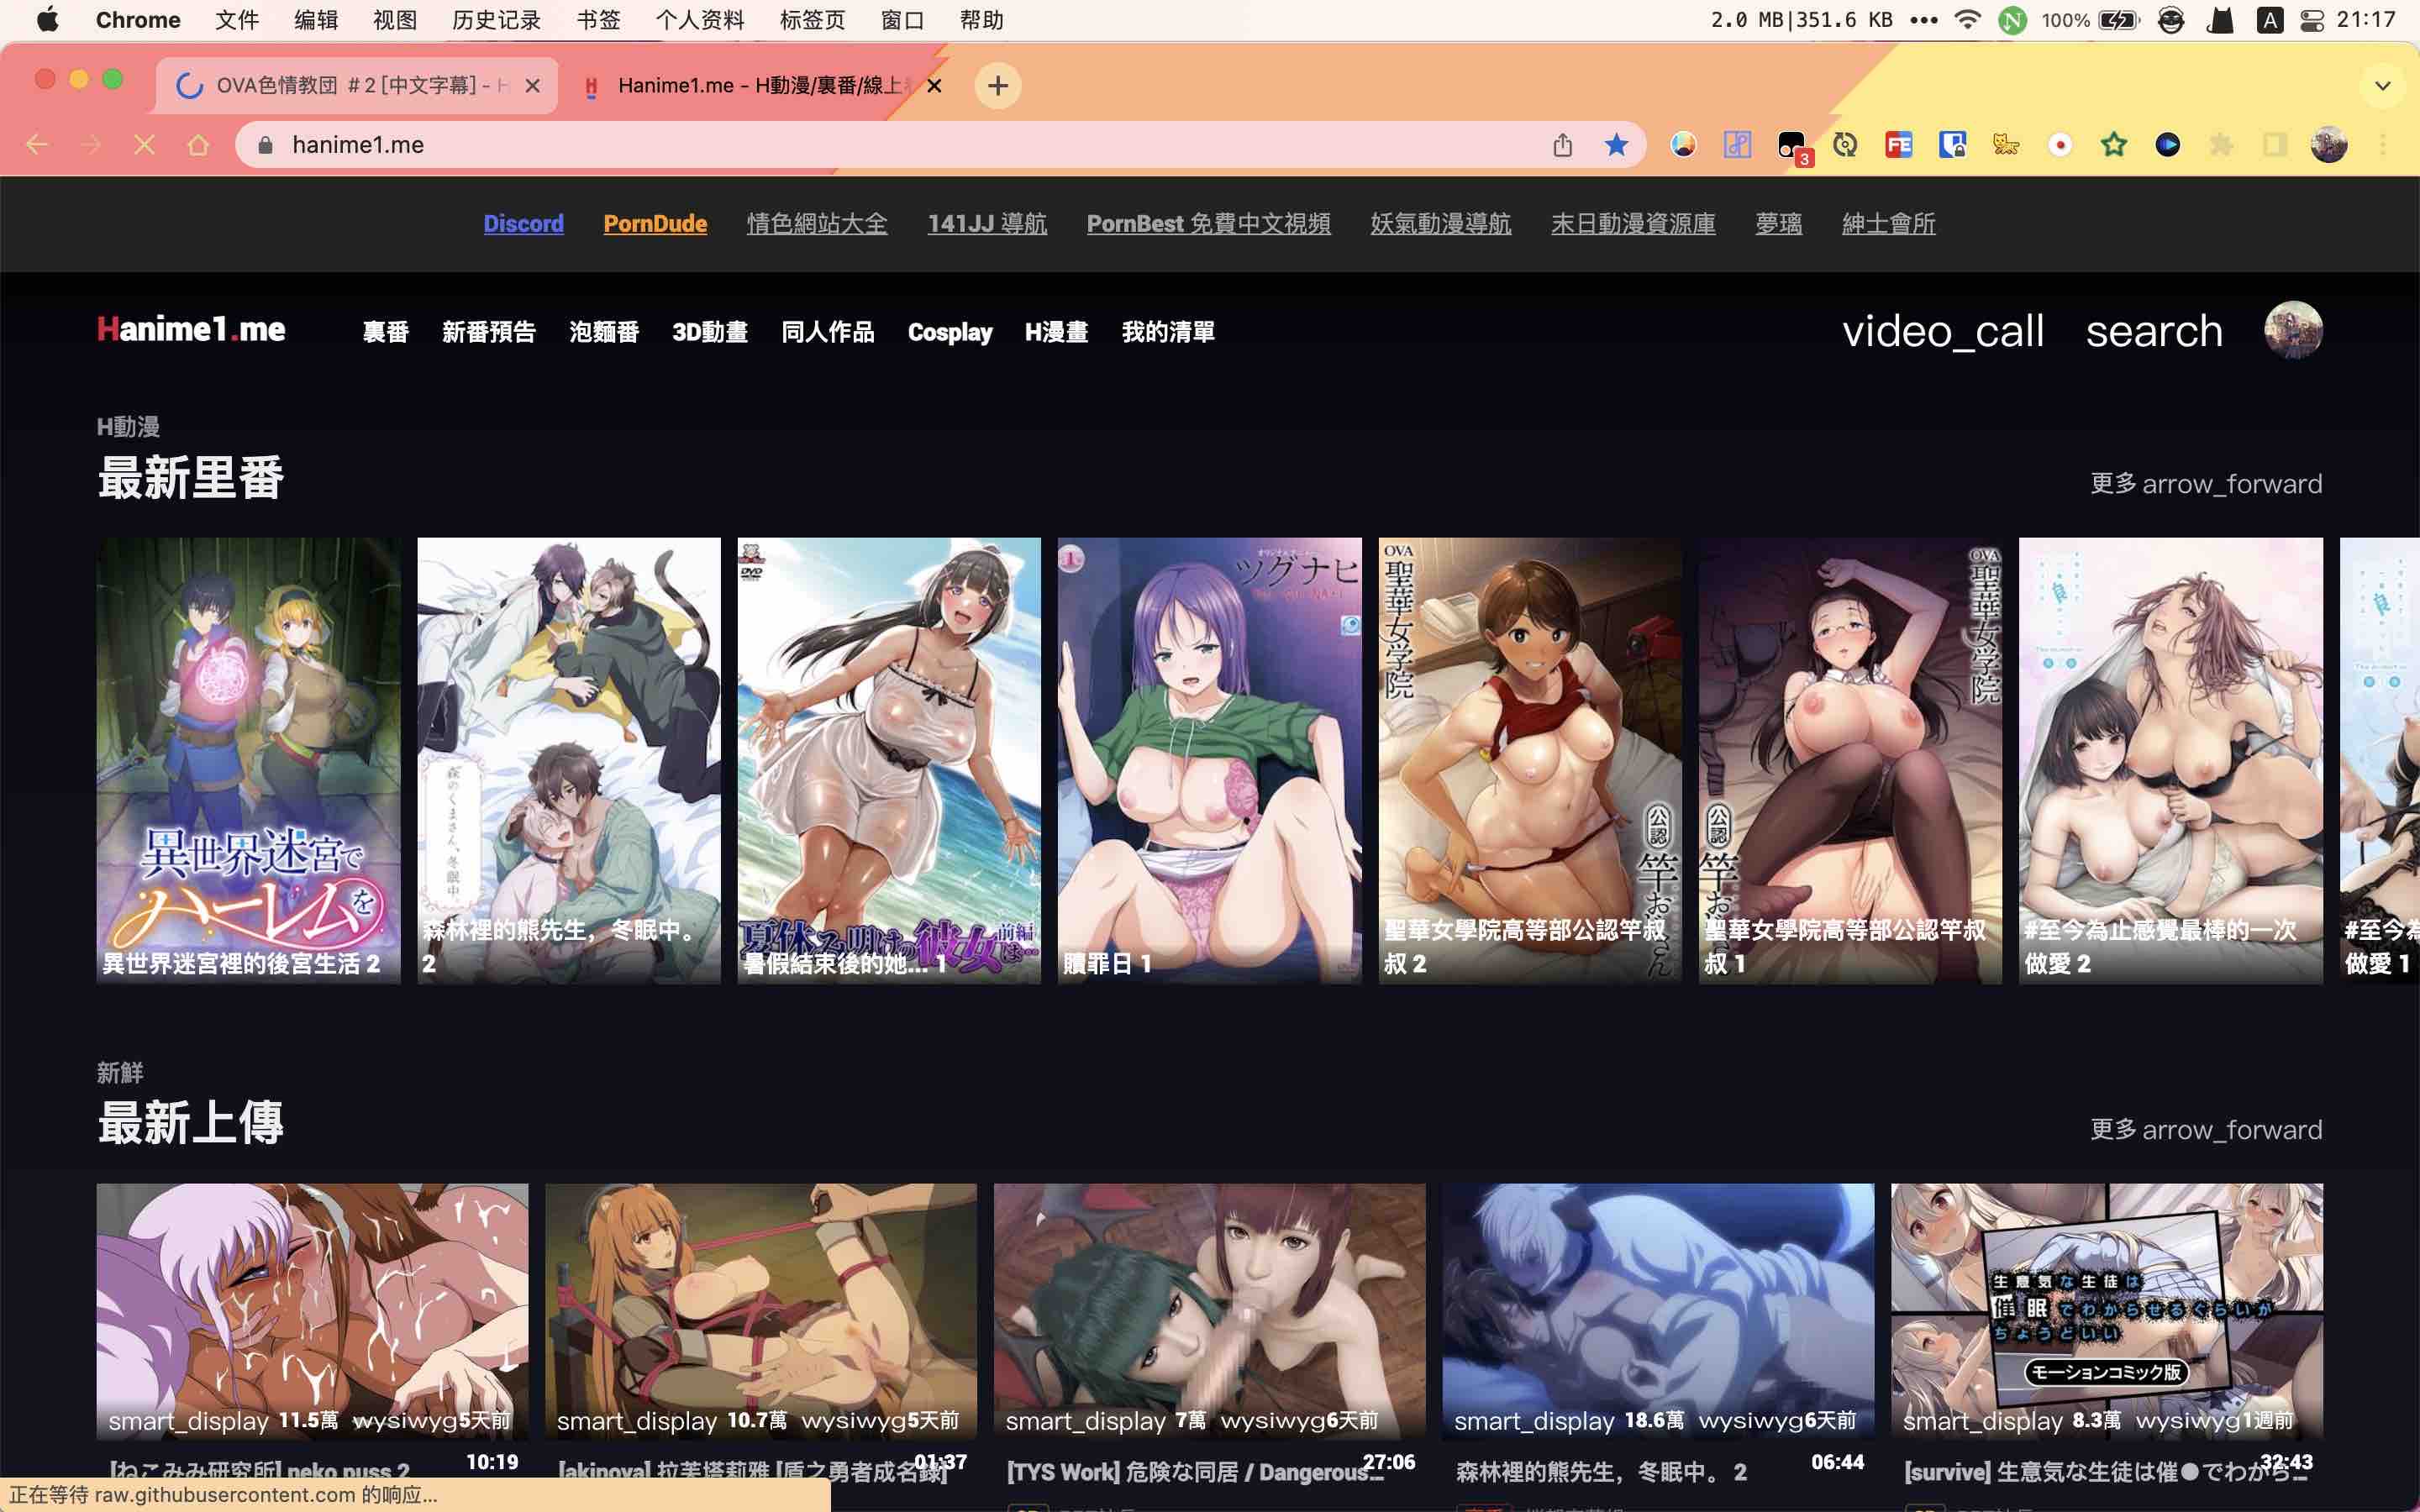 Chrome 文件 编辑 视图 历史记录 书签 个人资料 标签页 窗口 帮助 2.0 MB|351.6 KB 100% A 21:17
OVA色情教团 #2 [中文字幕] - H
Hanime1.me - H動漫/裏番/線上
hanime1.me
3
FE
Discord PornDude 情色網站大全 141JJ 導航 PornBest 免費中文視頻 妖氣動漫導航 末日動漫資源庫 夢璃 紳士會所
Hanime1.me 裏番 新番預告 泡麵番 3D動畫 同人作品 Cosplay H漫畫 我的清單 video_call search
H動漫
最新里番
更多 arrow_forward
異世界迷宮で
ハーレムを
異世界迷宮裡的後宮生活 2
森のくまさん、冬眠中。
森林裡的熊先生，冬眠中。
2
DVD
夏休み明けの彼女は… 前編
暑假結束後的她... 1
1
ツグナヒ
贖罪日 1
OVA
聖華女学院
公認
竿おじさん
聖華女學院高等部公認竿叔
叔 2
OVA
聖華女学院
公認
竿お
聖華女學院高等部公認竿叔
叔 1
#至今為止感覺最棒的一次
做愛 2
#至今為
做愛 1
新鮮
最新上傳
更多 arrow_forward
smart_display 11.5萬 wysiwyg5天前
10:19
[ねこみみ研究所] neko puss 2
smart_display 10.7萬 wysiwyg5天前
01:37
[akinoya] 拉芙塔莉雅 [盾之勇者成名錄]
smart_display 7萬 wysiwyg6天前
27:06
[TYS Work] 危険な同居 / Dangerous...
smart_display 18.6萬 wysiwyg6天前
06:44
森林裡的熊先生，冬眠中。 2
生意気な生徒は
催眠でわからせるぐらいが
ちょうどいい
モーションコミック版
smart_display 8.3萬 wysiwyg1週前
32:43
[survive] 生意気な生徒は催●でわから...
正在等待 raw.githubusercontent.com 的响应...